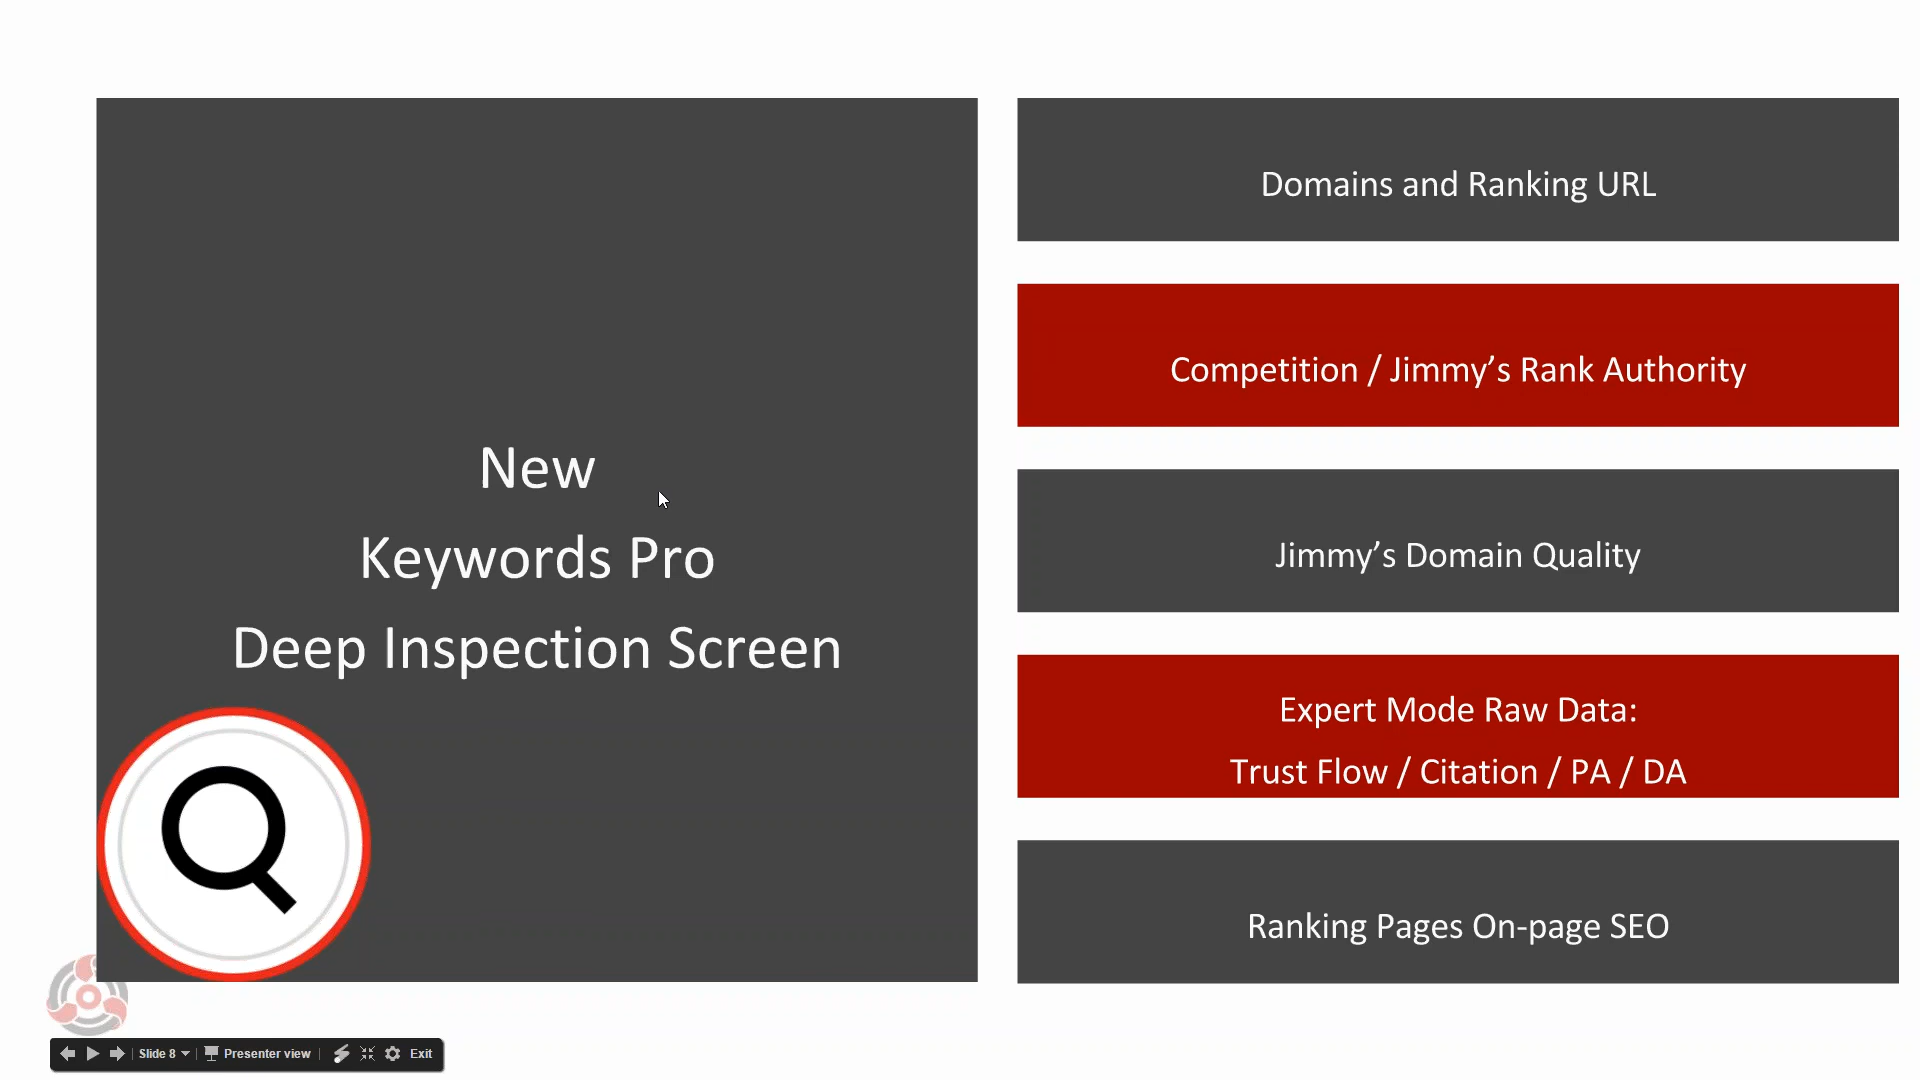 New
Keywords Pro
Deep Inspection Screen
Domains and Ranking URL
Competition / Jimmy’s Rank Authority
Jimmy’s Domain Quality
Expert Mode Raw Data:
Trust Flow / Citation / PA / DA
Ranking Pages On-page SEO
Slide 8 Presenter view Exit